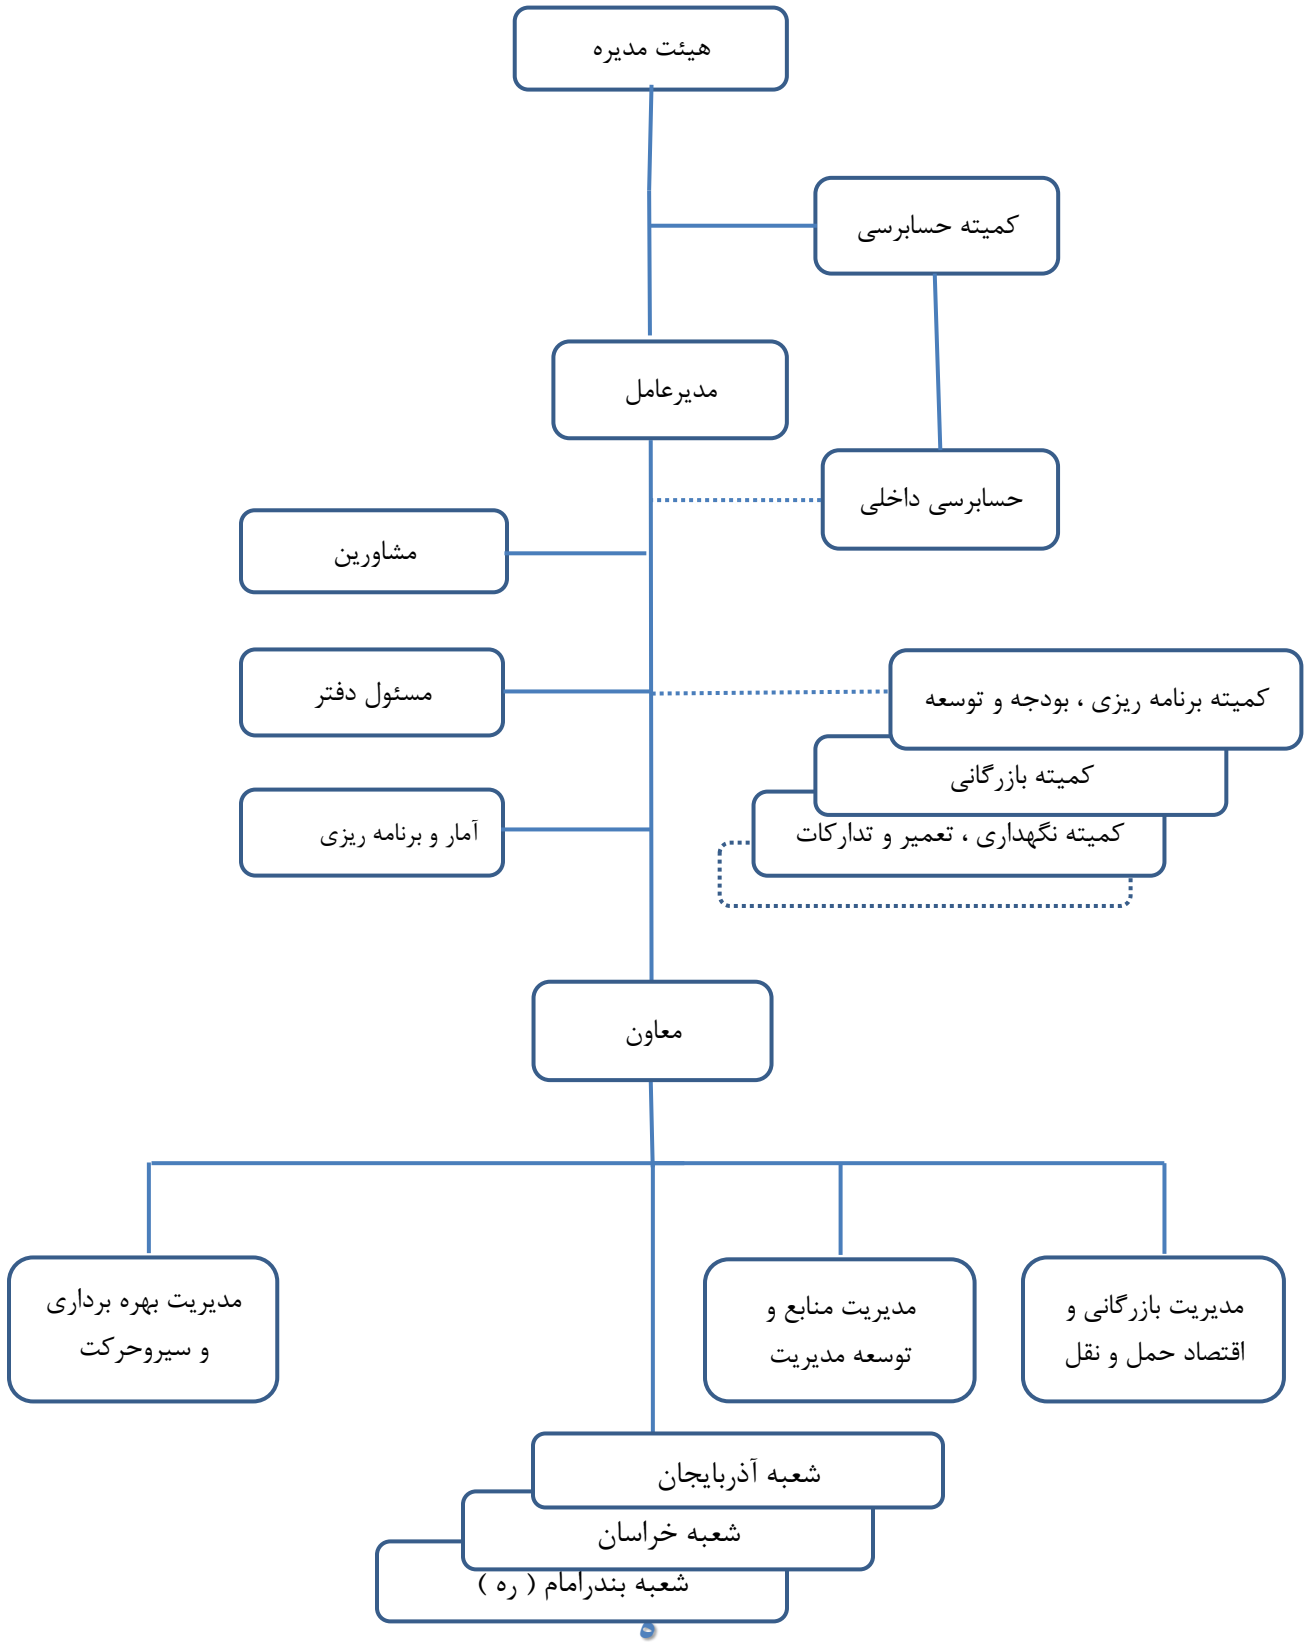 هیئت مدیره
کمیته حسابرسی
مدیرعامل
حسابرسی داخلی
مشاورین
مسئول دفتر
کمیته برنامه ریزی ، بودجه و توسعه
کمیته بازرگانی
کمیته نگهداری ، تعمیر و تدارکات
آمار و برنامه ریزی
معاون
مدیریت بازرگانی و
اقتصاد حمل و نقل
مدیریت منابع و
توسعه مدیریت
مدیریت بهره برداری
و سیروحرکت
شعبه آذربایجان
شعبه خراسان
شعبه بندرامام ( ره )
ه